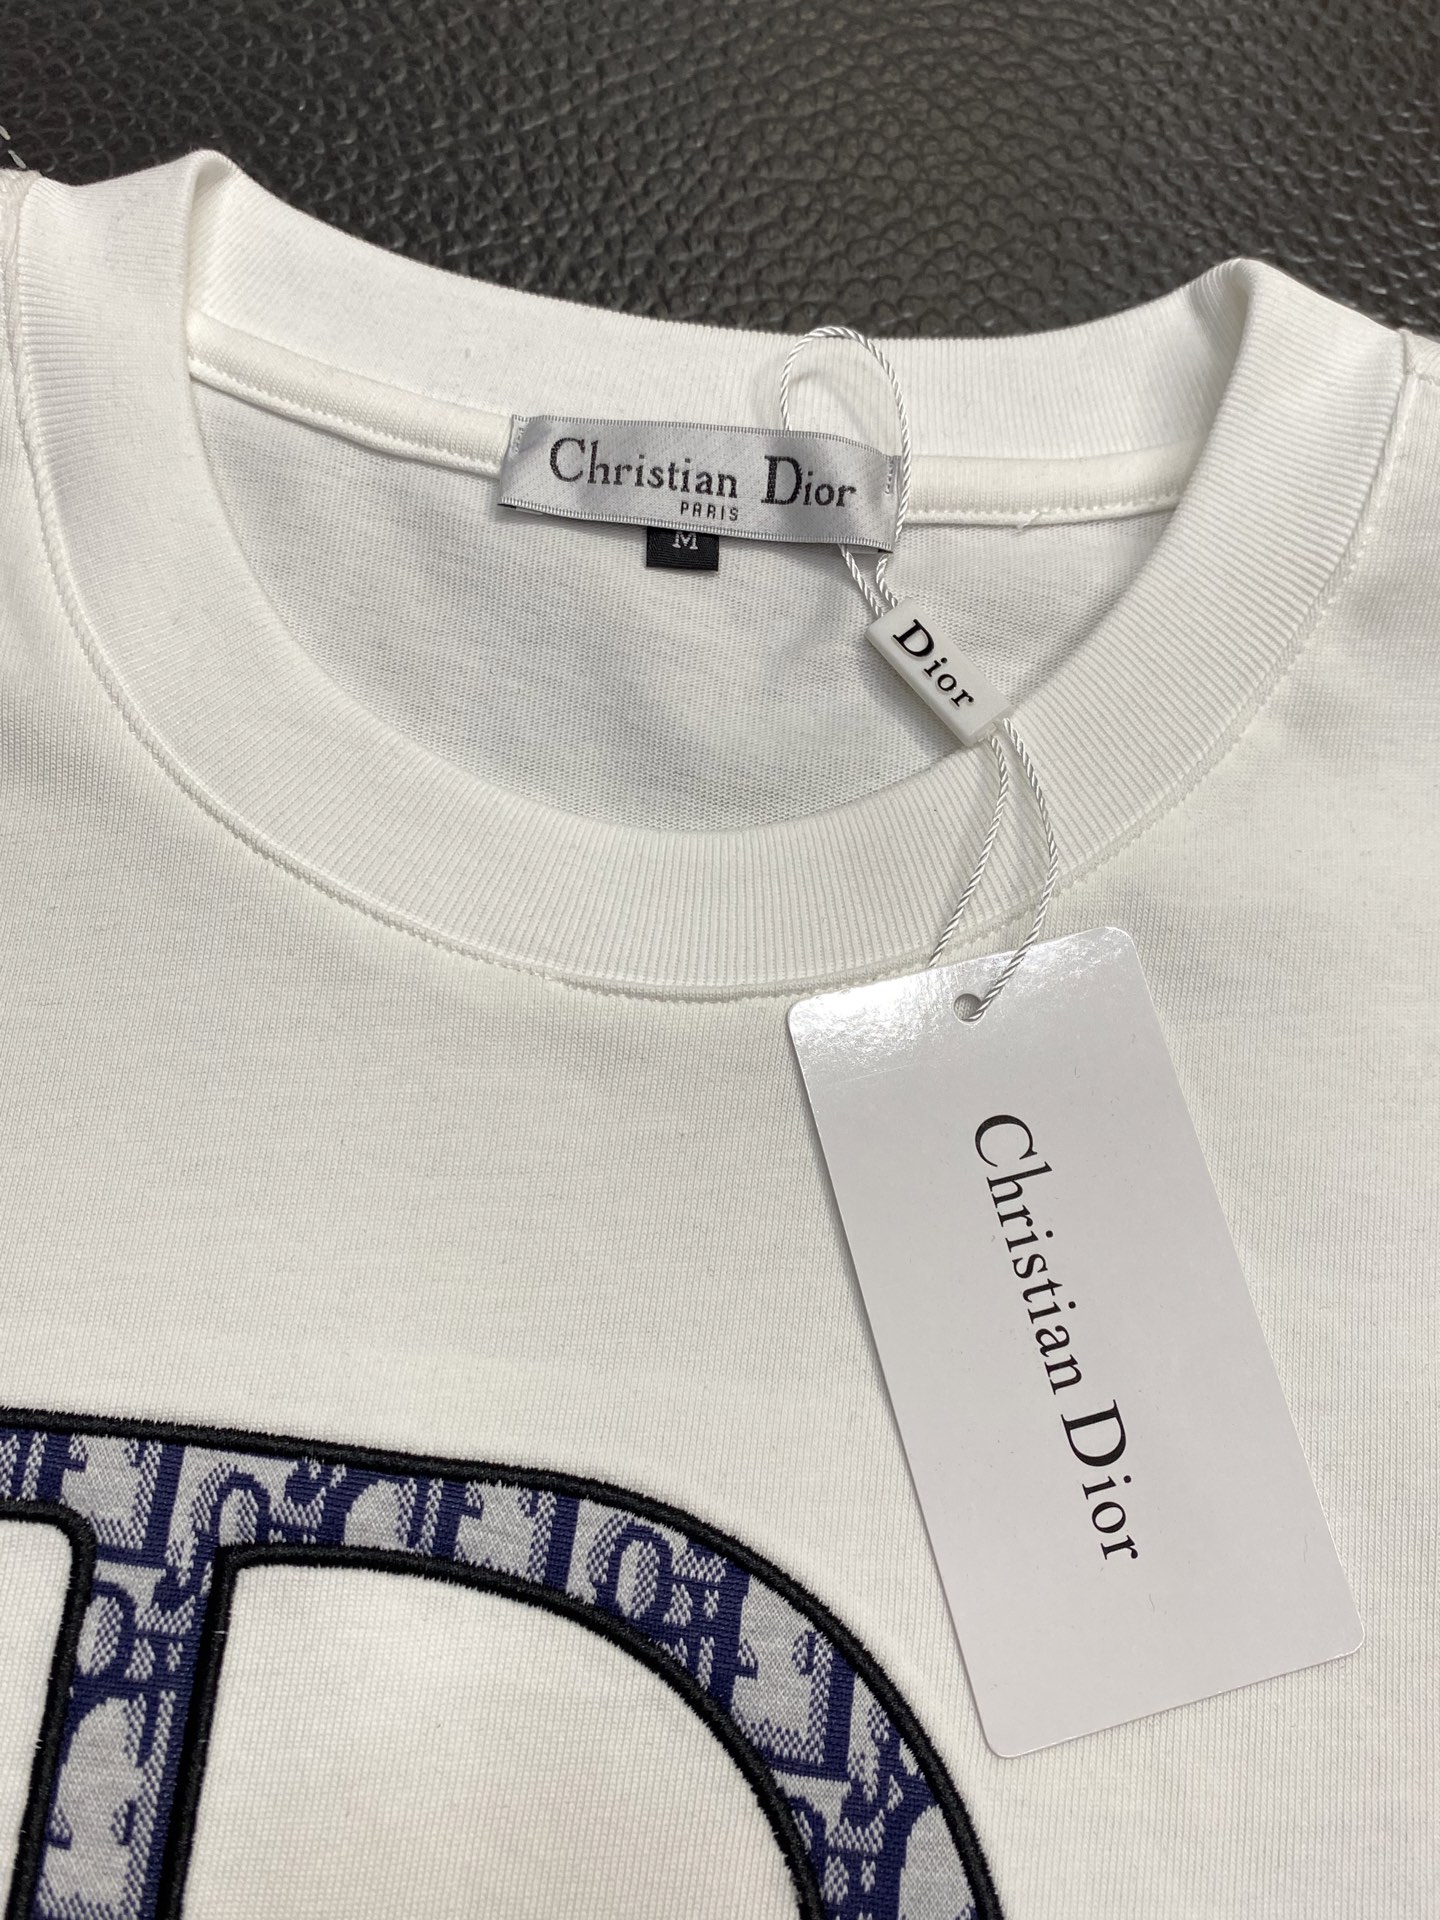 Christian Dior
PARIS
M
Dior
Christian Dior